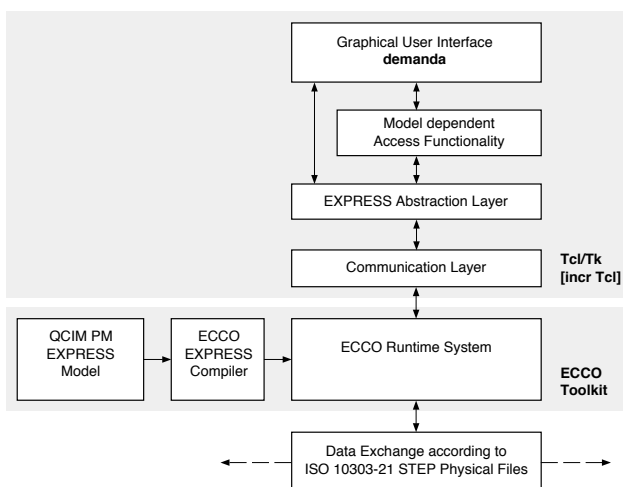 Graphical User Interface
demanda
Model dependent
Access Functionality
EXPRESS Abstraction Layer
Communication Layer
Tcl/Tk
[incr Tcl]
QCIM PM
EXPRESS
Model
ECCO
EXPRESS
Compiler
ECCO Runtime System
ECCO
Toolkit
Data Exchange according to
ISO 10303-21 STEP Physical Files